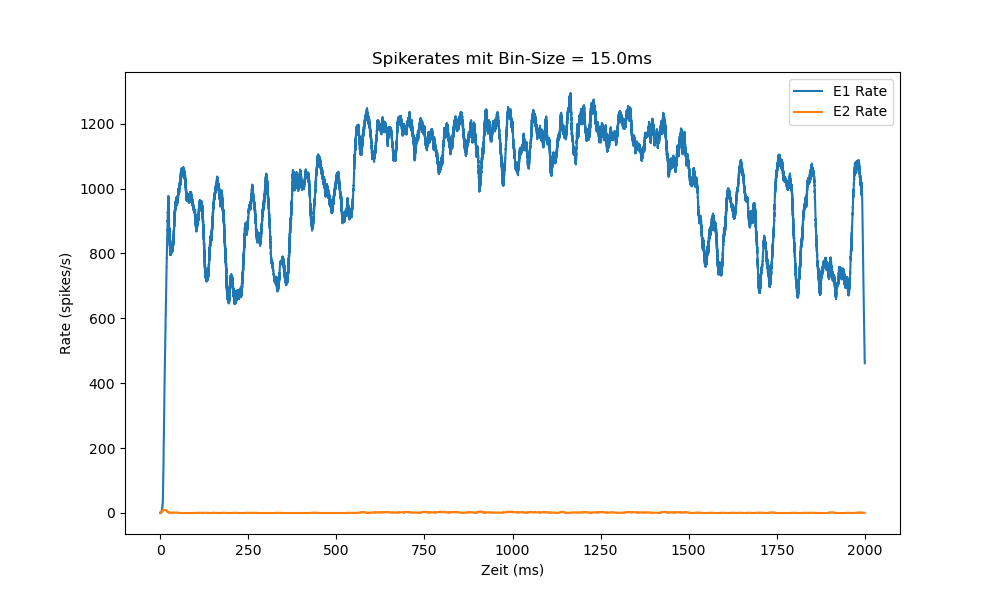 Spikerates mit Bin-Size = 15.0ms
E1 Rate
E2 Rate
Rate (spikes/s)
1200
1000
800
600
400
200
0
0 250 500 750 1000 1250 1500 1750 2000
Zeit (ms)